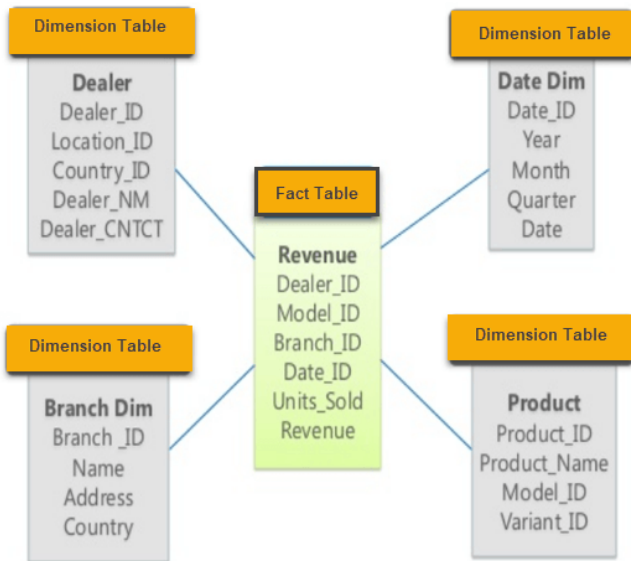 Dimension Table
Dealer
Dealer_ID
Location_ID
Country_ID
Dealer_NM
Dealer_CNTCT
Dimension Table
Date Dim
Date_ID
Year
Month
Quarter
Date
Fact Table
Revenue
Dealer_ID
Model_ID
Branch_ID
Date_ID
Units_Sold
Revenue
Dimension Table
Branch Dim
Branch _ID
Name
Address
Country
Dimension Table
Product
Product_ID
Product_Name
Model_ID
Variant_ID